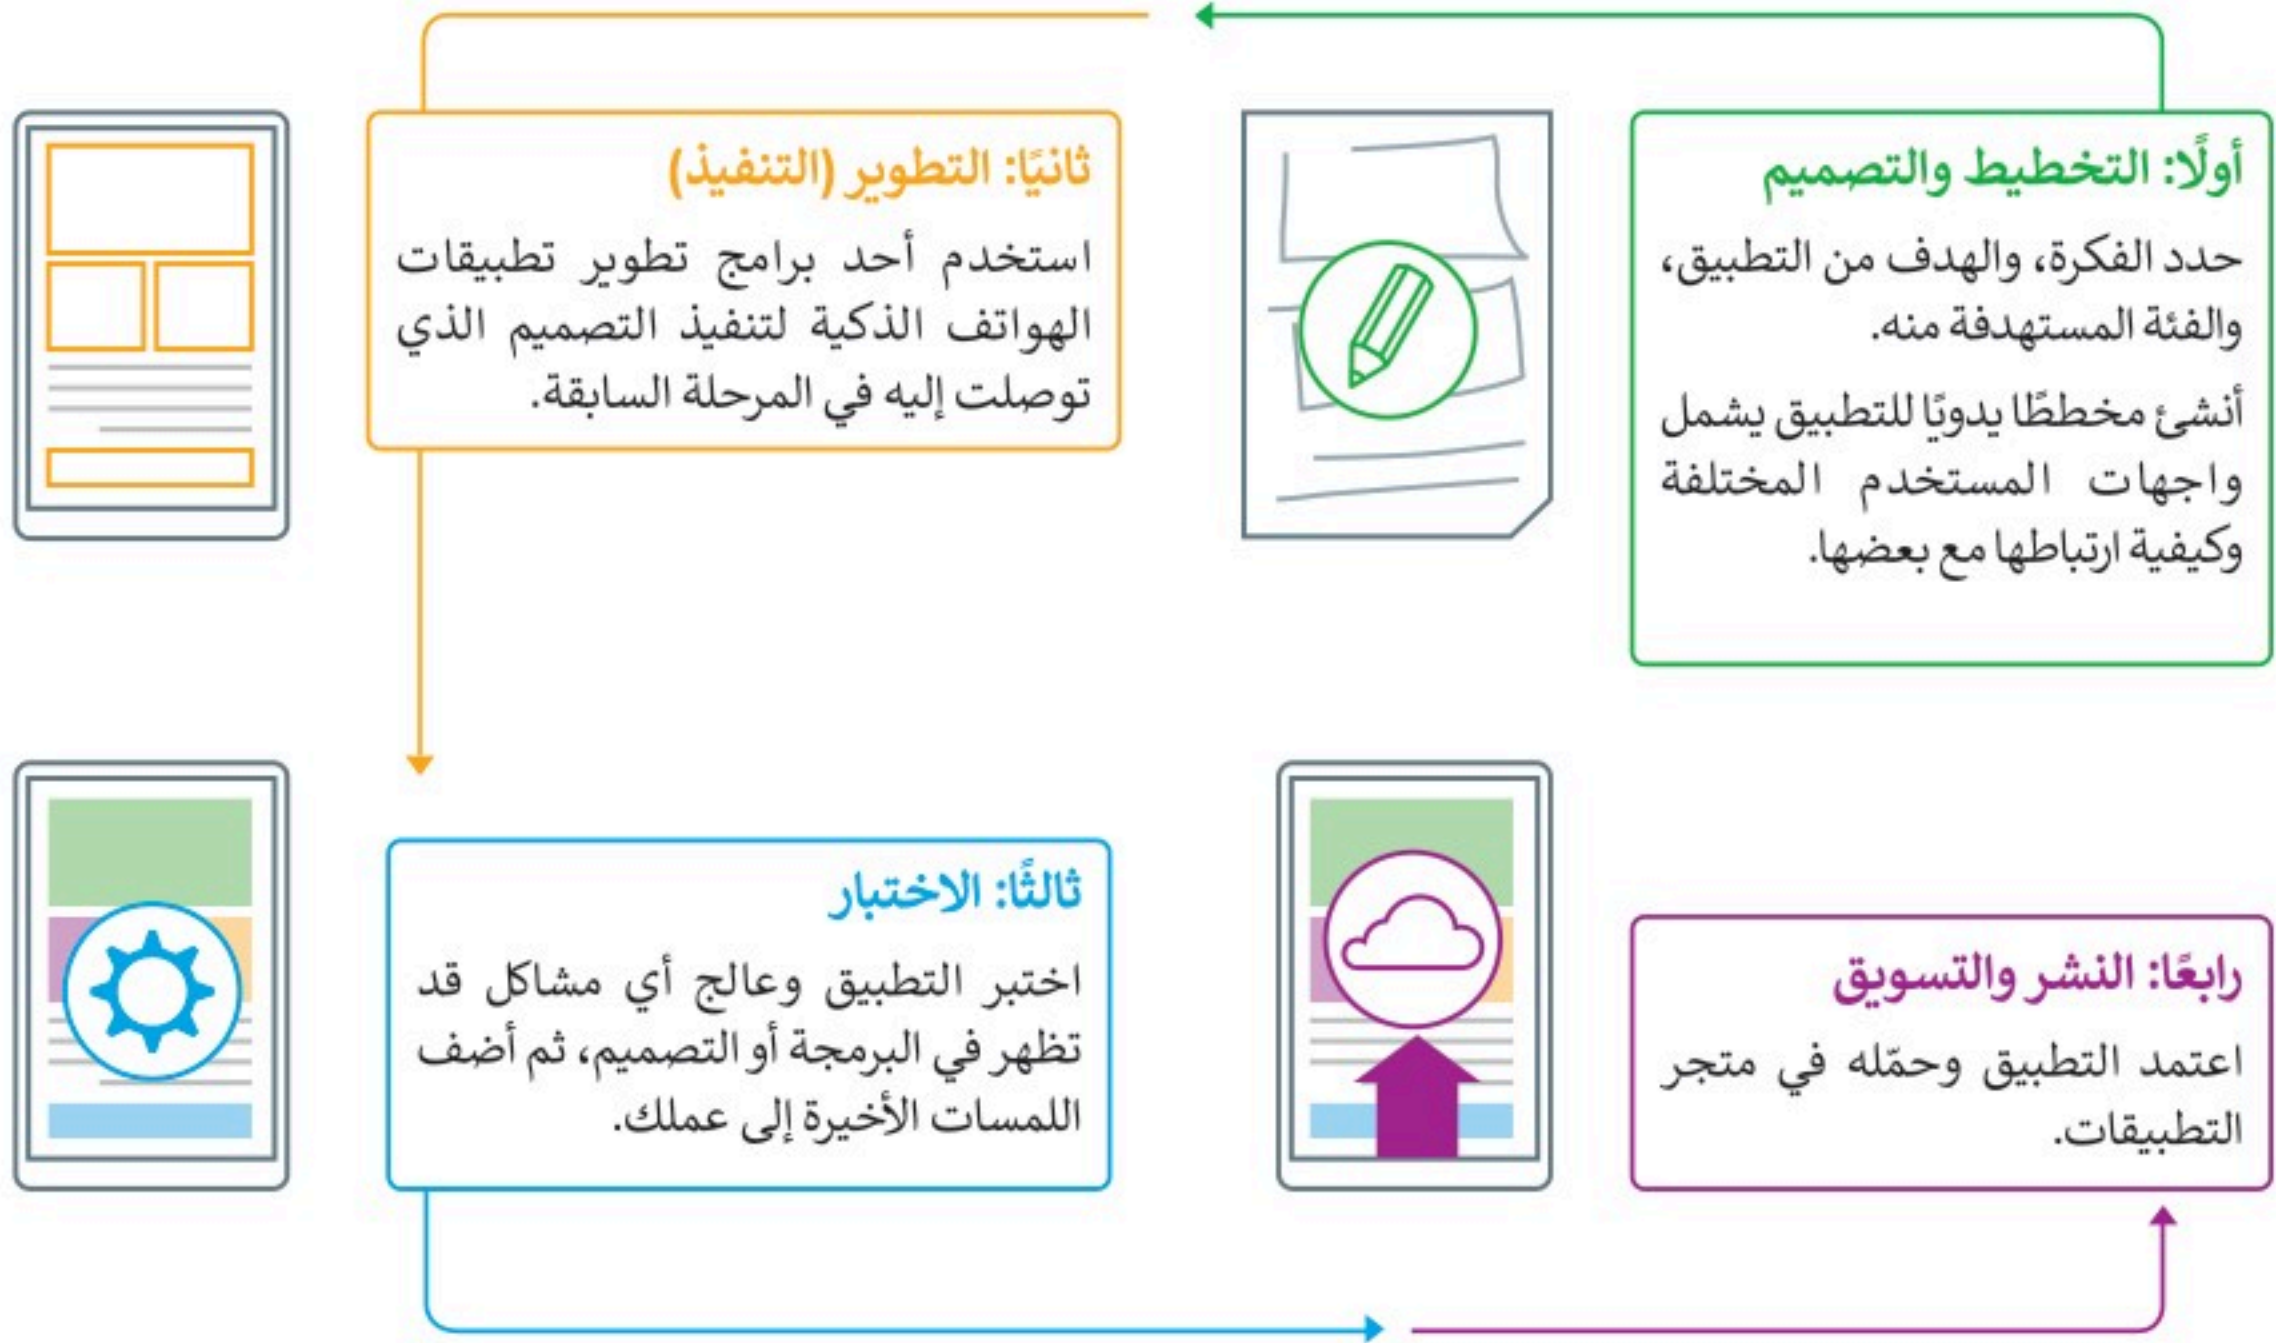 أولًا: التخطيط والتصميم
حدد الفكرة، والهدف من التطبيق،
والفئة المستهدفة منه.
أنشئ مخططًا يدويًا للتطبيق يشمل
واجهات المستخدم المختلفة
وكيفية ارتباطها مع بعضها.
ثانيًا: التطوير (التنفيذ)
استخدم أحد برامج تطوير تطبيقات
الهواتف الذكية لتنفيذ التصميم الذي
توصلت إليه في المرحلة السابقة.
ثالثًا: الاختبار
اختبر التطبيق وعالج أي مشاكل قد
تظهر في البرمجة أو التصميم، ثم أضف
اللمسات الأخيرة إلى عملك.
رابعًا: النشر والتسويق
اعتمد التطبيق وحمّله في متجر
التطبيقات.